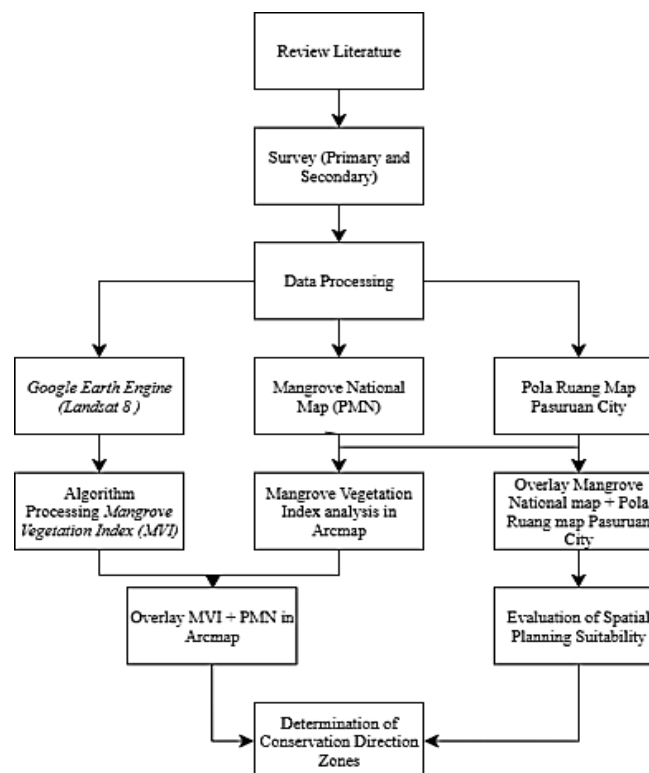 Review Literature
Survey (Primary and
Secondary)
Data Processing
Google Earth Engine
(Landsat 8 )
Mangrove National
Map (PMN)
Pola Ruang Map
Pasuruan City
Algorithm
Processing Mangrove
Vegetation Index (MVI)
Mangrove Vegetation
Index analysis in
Arcmap
Overlay Mangrove
National map + Pola
Ruang map Pasuruan
City
Overlay MVI + PMN in
Arcmap
Evaluation of Spatial
Planning Suitability
Determination of
Conservation Direction
Zones